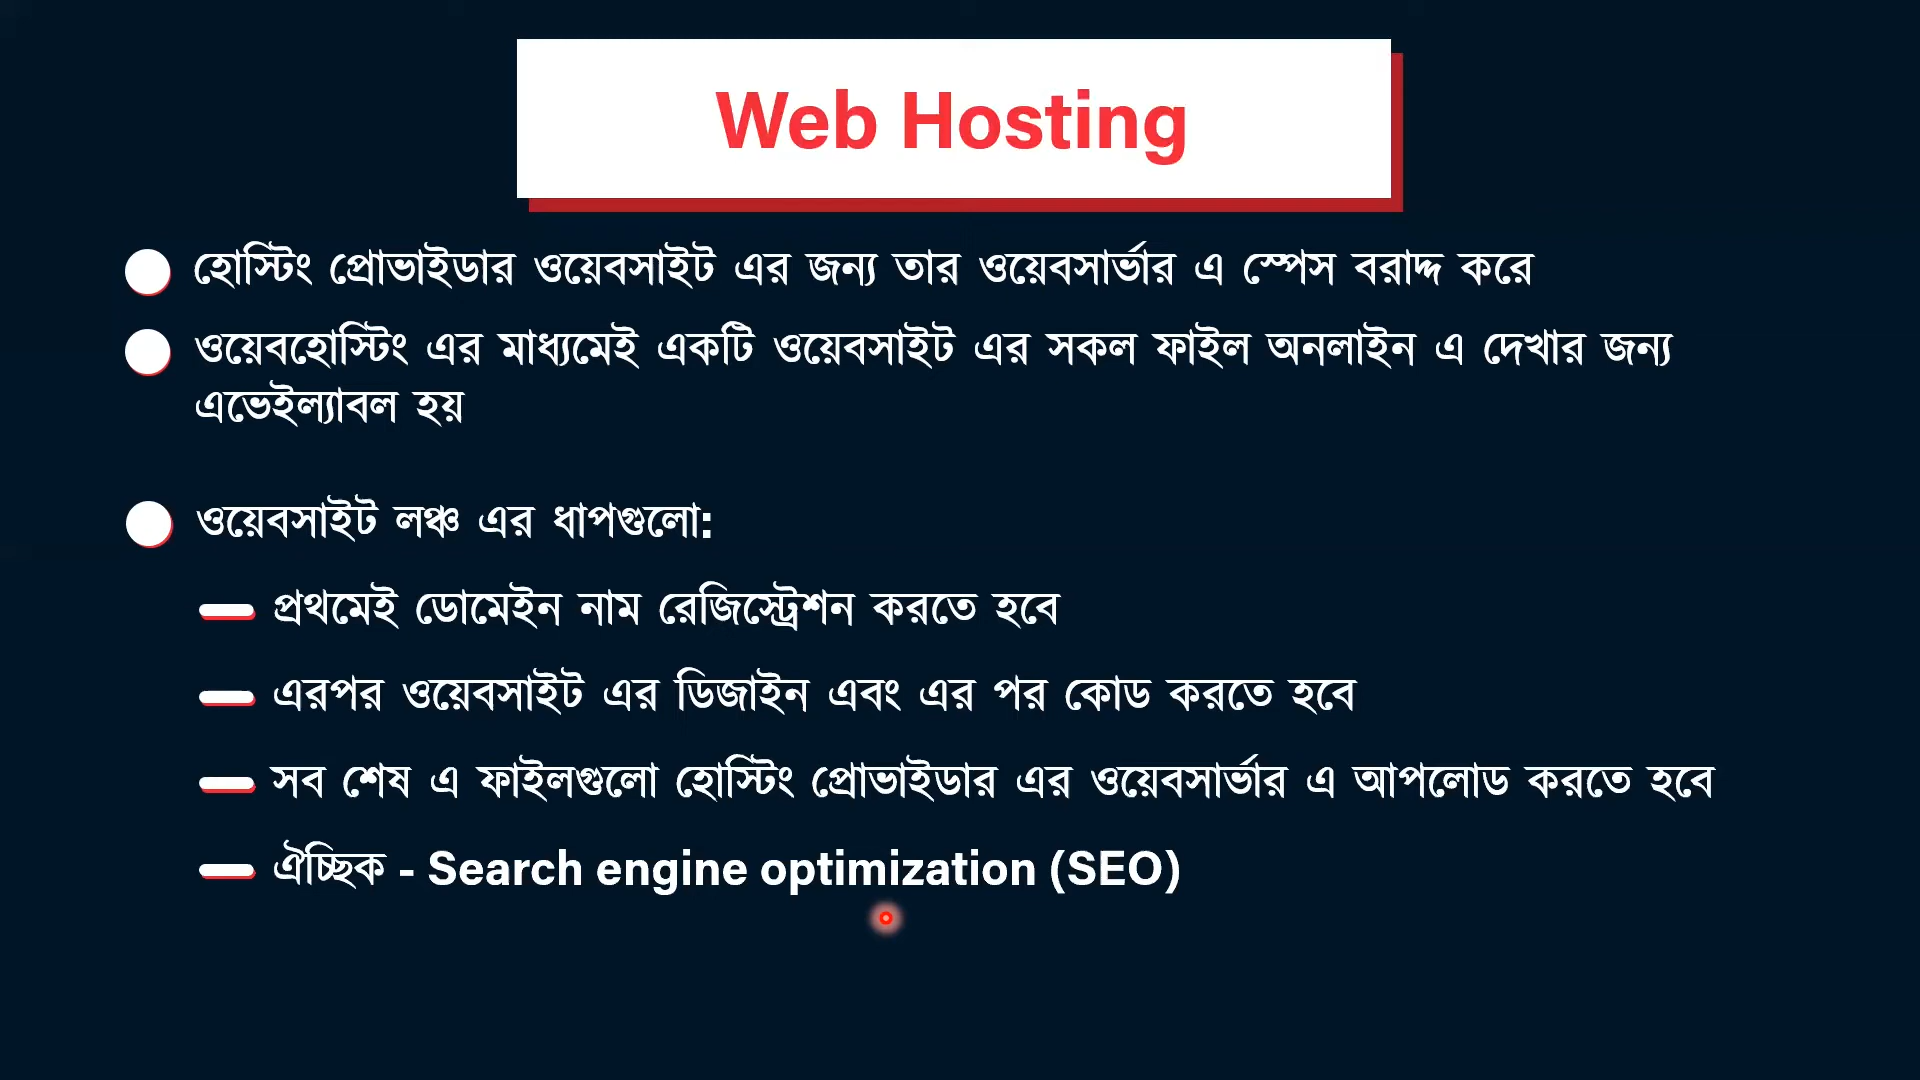 Web Hosting
হোস্টিং প্রোভাইডার ওয়েবসাইট এর জন্য তার ওয়েবসার্ভার এ স্পেস বরাদ্দ করে
ওয়েবহোস্টিং এর মাধ্যমেই একটি ওয়েবসাইট এর সকল ফাইল অনলাইন এ দেখার জন্য
এভেইল্যাবল হয়
ওয়েবসাইট লঞ্চ এর ধাপগুলো:
প্রথমেই ডোমেইন নাম রেজিস্ট্রেশন করতে হবে
এরপর ওয়েবসাইট এর ডিজাইন এবং এর পর কোড করতে হবে
সব শেষ এ ফাইলগুলো হোস্টিং প্রোভাইডার এর ওয়েবসার্ভার এ আপলোড করতে হবে
ঐচ্ছিক - Search engine optimization (SEO)